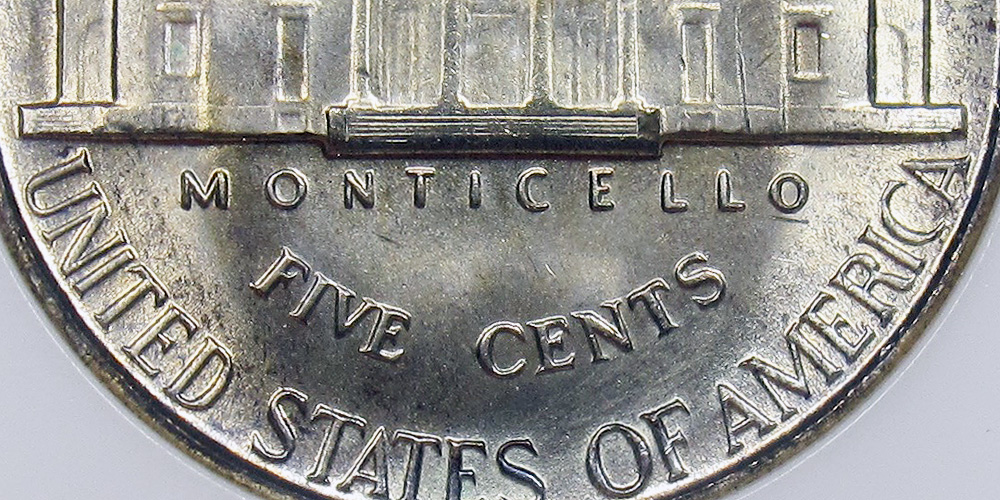 MONTICELLO
FIVE CENTS
UNITED STATES OF AMERICA